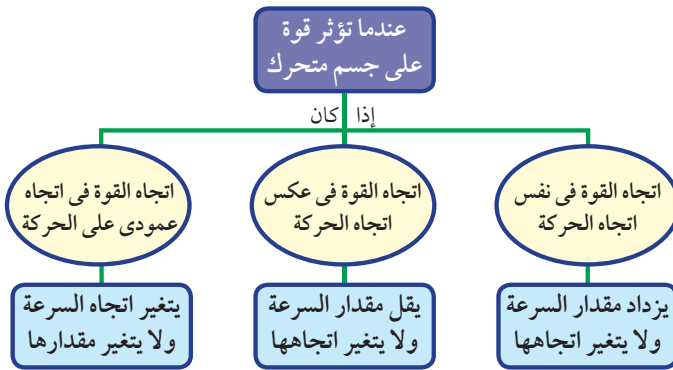 عندما تؤثر قوة
على جسم متحرك
إذا كان
اتجاه القوة فى نفس
اتجاه الحركة
اتجاه القوة فى عكس
اتجاه الحركة
اتجاه القوة فى اتجاه
عمودى على الحركة
يزداد مقدار السرعة
ولا يتغير اتجاهها
يقل مقدار السرعة
ولا يتغير اتجاهها
يتغير اتجاه السرعة
ولا يتغير مقدارها